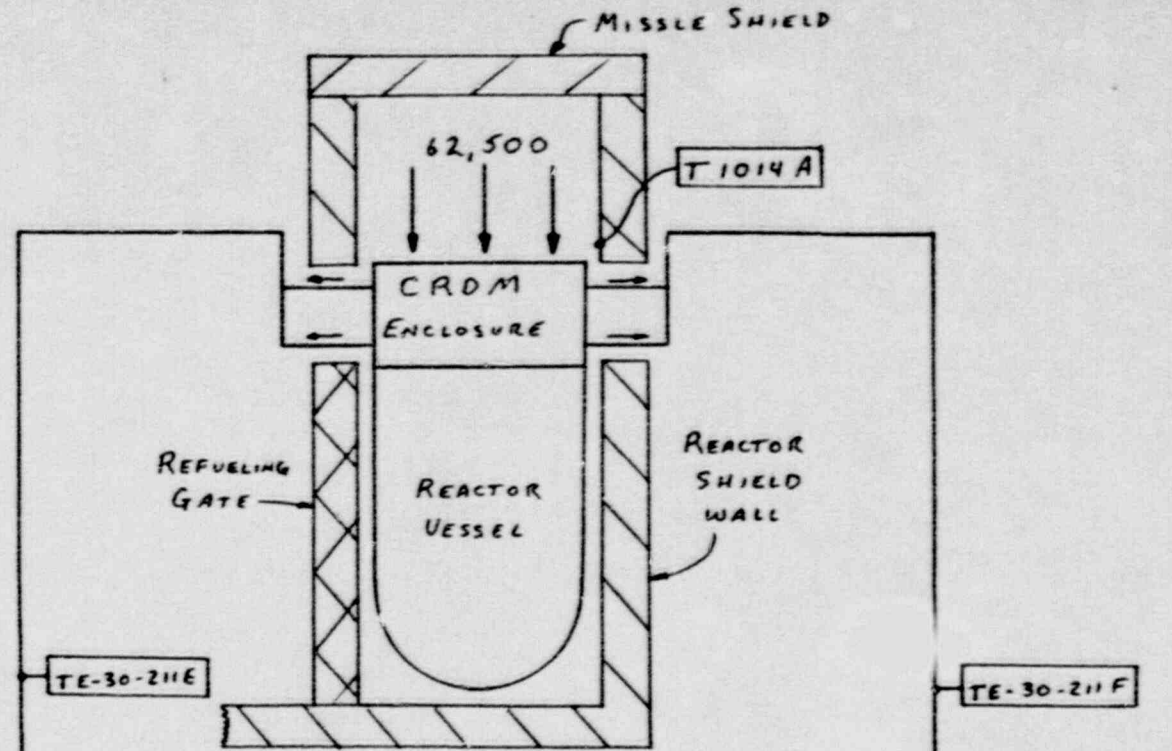 MISSLE SHIELD
62,500
T 1014 A
CRDM
ENCLOSURE
REFUELING
GATE
REACTOR
VESSEL
REACTOR
SHIELD
WALL
TE-30-211E
TE-30-211F